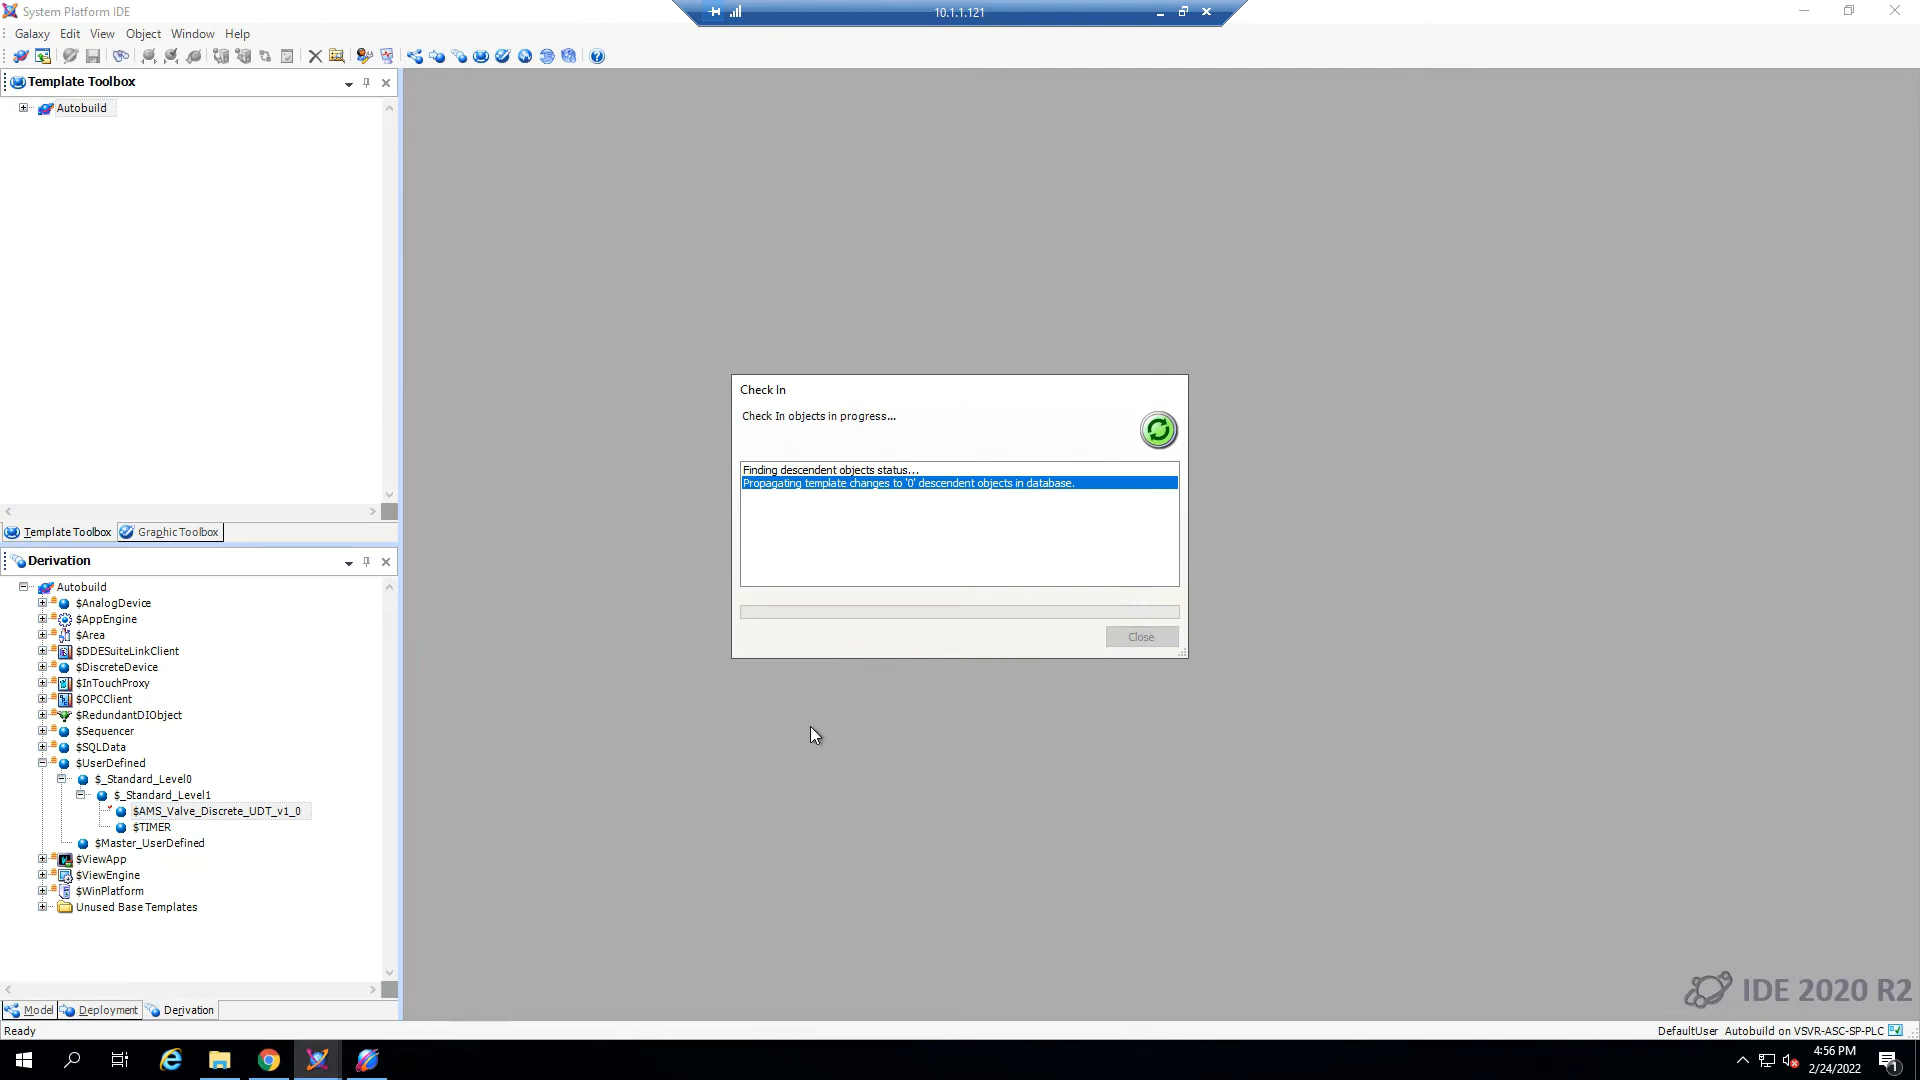 System Platform IDE
10.1.1.121
Galaxy Edit View Object Window Help
Template Toolbox
Autobuild
Template Toolbox
Graphic Toolbox
Derivation
Autobuild
$AnalogDevice
$AppEngine
$Area
$DDESuiteLinkClient
$DiscreteDevice
$InTouchProxy
$OPCClient
$RedundantDIObject
$Sequencer
$SQLData
$UserDefined
$_Standard_Level0
$_Standard_Level1
$AMS_Valve_Discrete_UDT_v1_0
$TIMER
$Master_UserDefined
$ViewApp
$ViewEngine
$WinPlatform
Unused Base Templates
Model
Deployment
Derivation
Check In
Check In objects in progress...
Finding descendent objects status...
Propagating template changes to '0' descendent objects in database.
Close
IDE 2020 R2
Ready
DefaultUser Autobuild on VSVR-ASC-SP-PLC
4:56 PM
2/24/2022
1